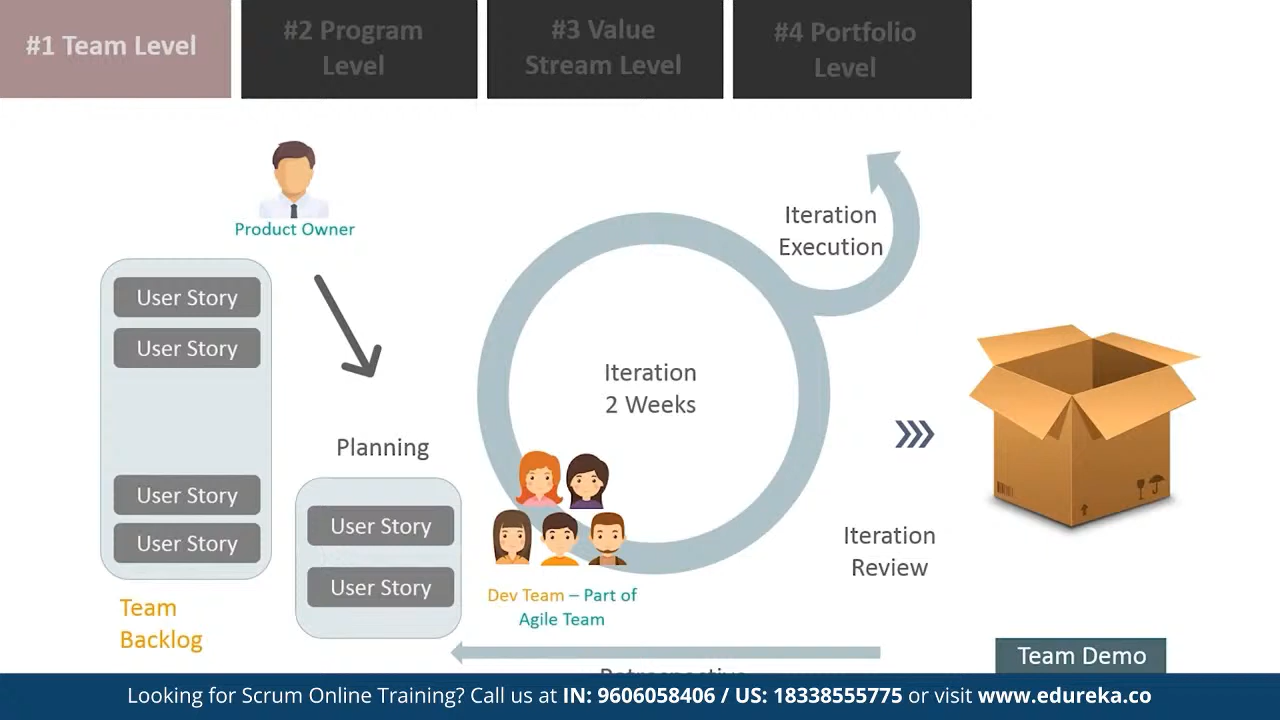 #1 Team Level
#2 Program
Level
#3 Value
Stream Level
#4 Portfolio
Level
Product Owner
Iteration
Execution
User Story
User Story
Iteration
2 Weeks
Planning
User Story
User Story
User Story
User Story
Iteration
Review
Dev Team – Part of
Agile Team
Team
Backlog
Team Demo
Retrospective
Looking for Scrum Online Training? Call us at IN: 9606058406 / US: 18338555775 or visit www.edureka.co